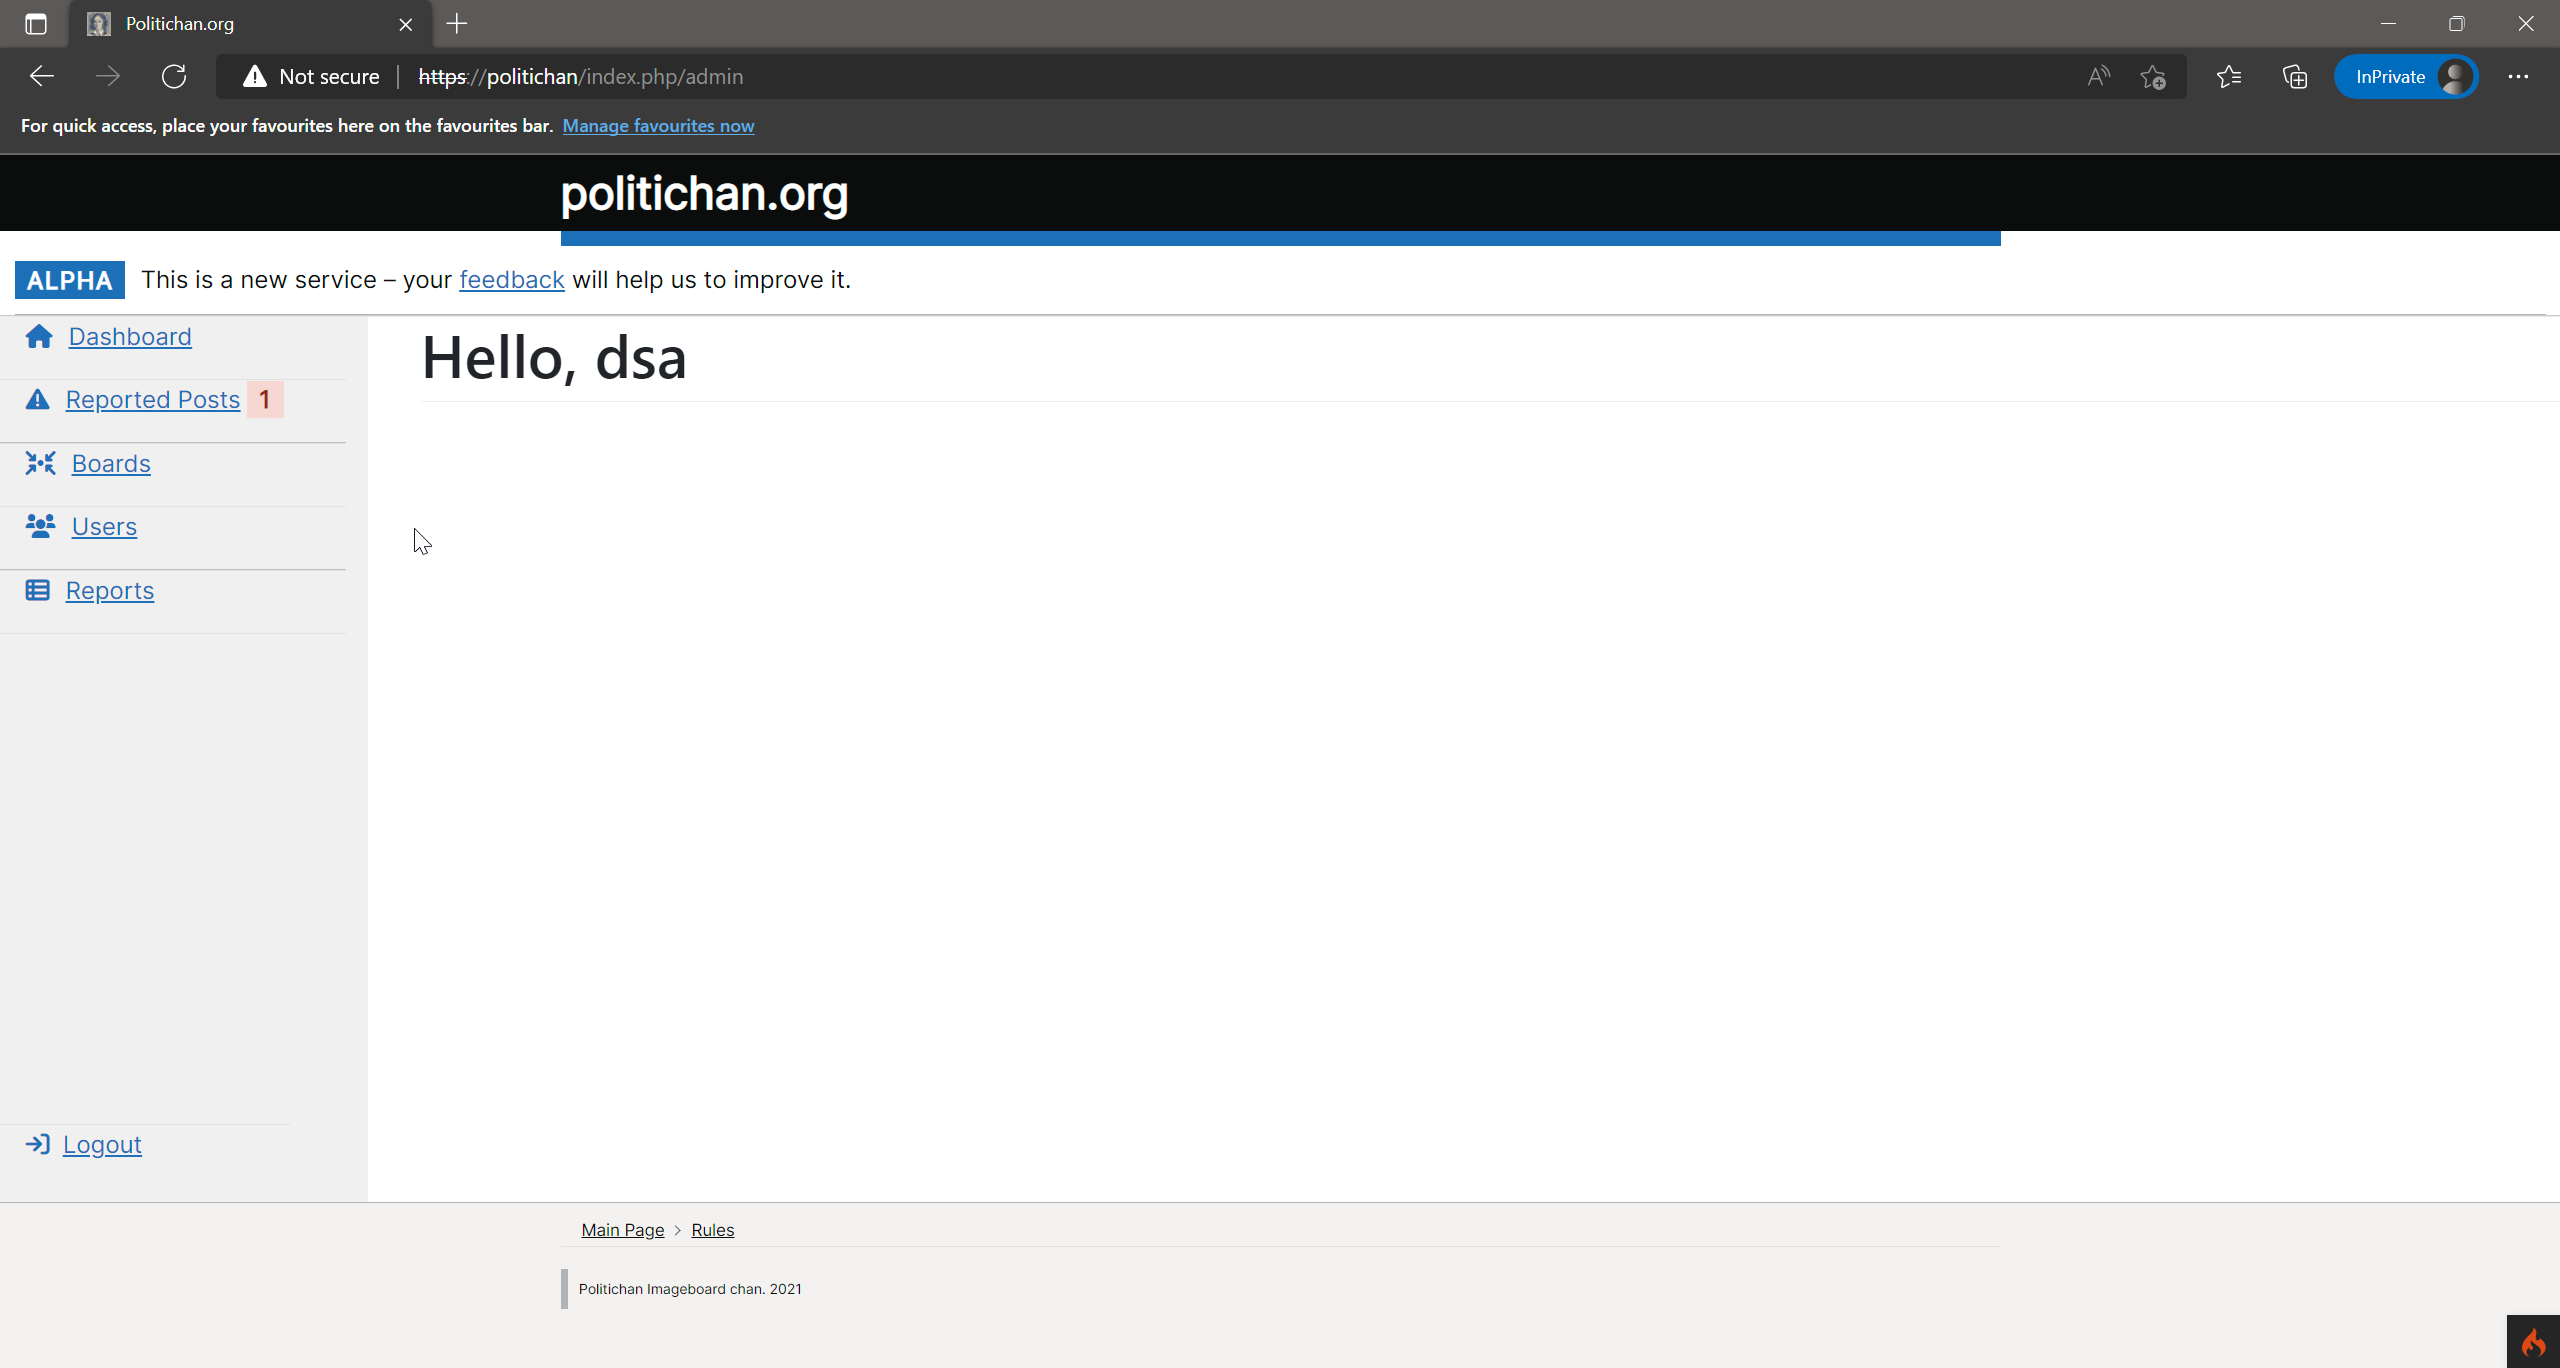 Politichan.org
Not secure
https://politichan/index.php/admin
InPrivate
For quick access, place your favourites here on the favourites bar. Manage favourites now
politichan.org
ALPHA This is a new service – your feedback will help us to improve it.
Dashboard
Hello, dsa
Reported Posts 1
Boards
Users
Reports
Logout
Main Page > Rules
Politichan Imageboard chan. 2021